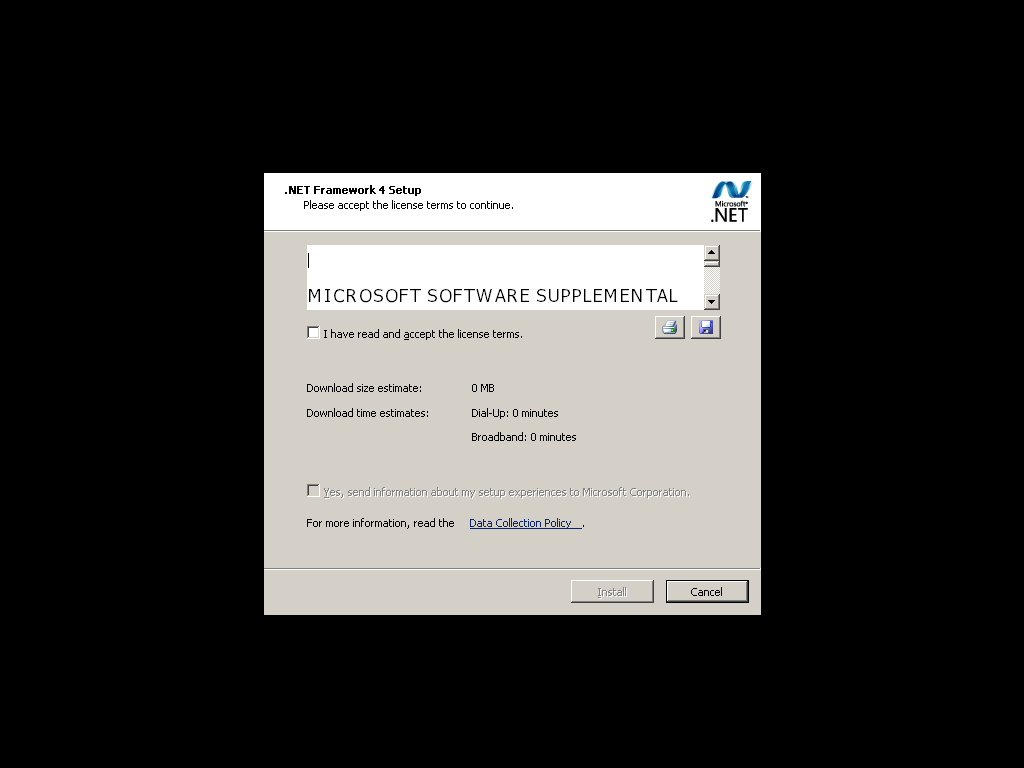 .NET Framework 4 Setup
Please accept the license terms to continue.
Microsoft®
.NET
MICROSOFT SOFTWARE SUPPLEMENTAL
I have read and accept the license terms.
Download size estimate: 0 MB
Download time estimates: Dial-Up: 0 minutes
Broadband: 0 minutes
Yes, send information about my setup experiences to Microsoft Corporation.
For more information, read the Data Collection Policy .
Install Cancel